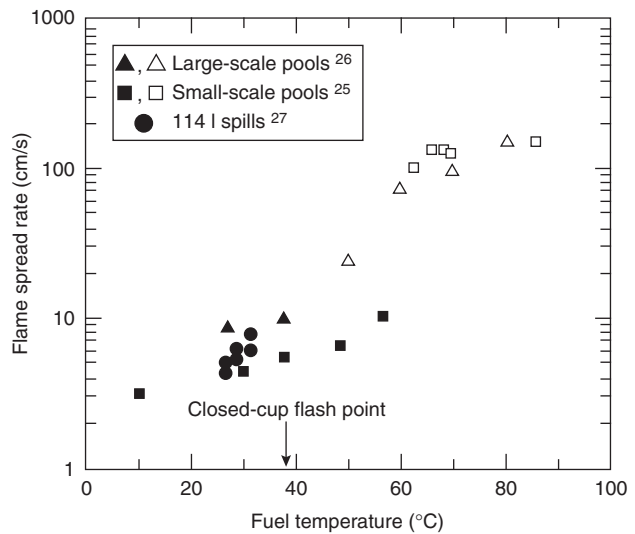 1000
100
10
1
Flame spread rate (cm/s)
▲, △ Large-scale pools 26
■, □ Small-scale pools 25
● 114 l spills 27
Closed-cup flash point
0 20 40 60 80 100
Fuel temperature (°C)